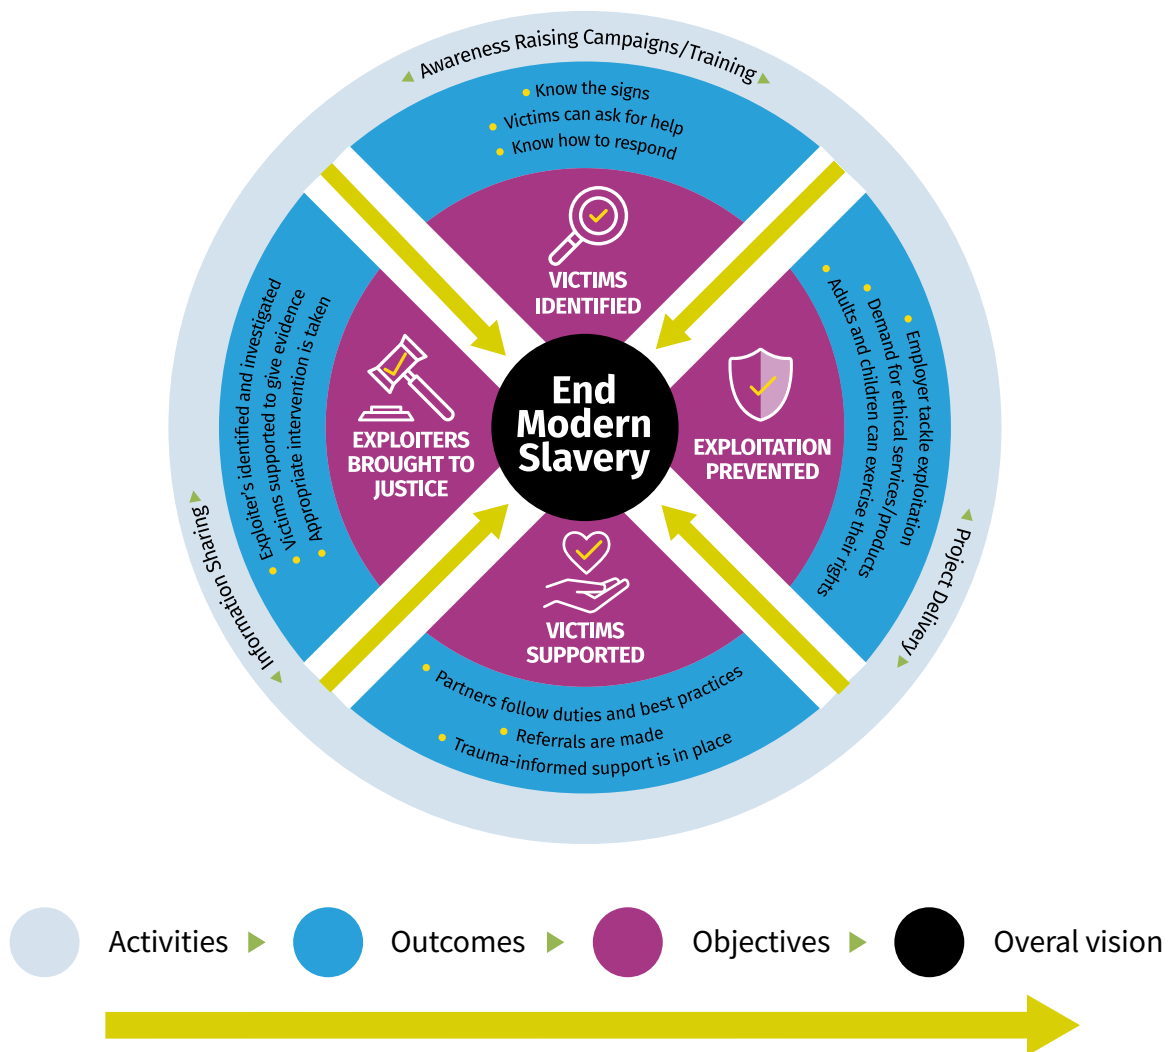 Awareness Raising Campaigns/Training
Know the signs
Victims can ask for help
Know how to respond
VICTIMS
IDENTIFIED
Employer tackle exploitation
Demand for ethical services/products
Adults and children can exercise their rights
EXPLOITATION
PREVENTED
Project Delivery
End
Modern
Slavery
VICTIMS
SUPPORTED
Partners follow duties and best practices
Referrals are made
Trauma-informed support is in place
Exploiter's identified and investigated
Victims supported to give evidence
Appropriate intervention is taken
EXPLOITERS
BROUGHT TO
JUSTICE
Information Sharing
Activities
Outcomes
Objectives
Overal vision